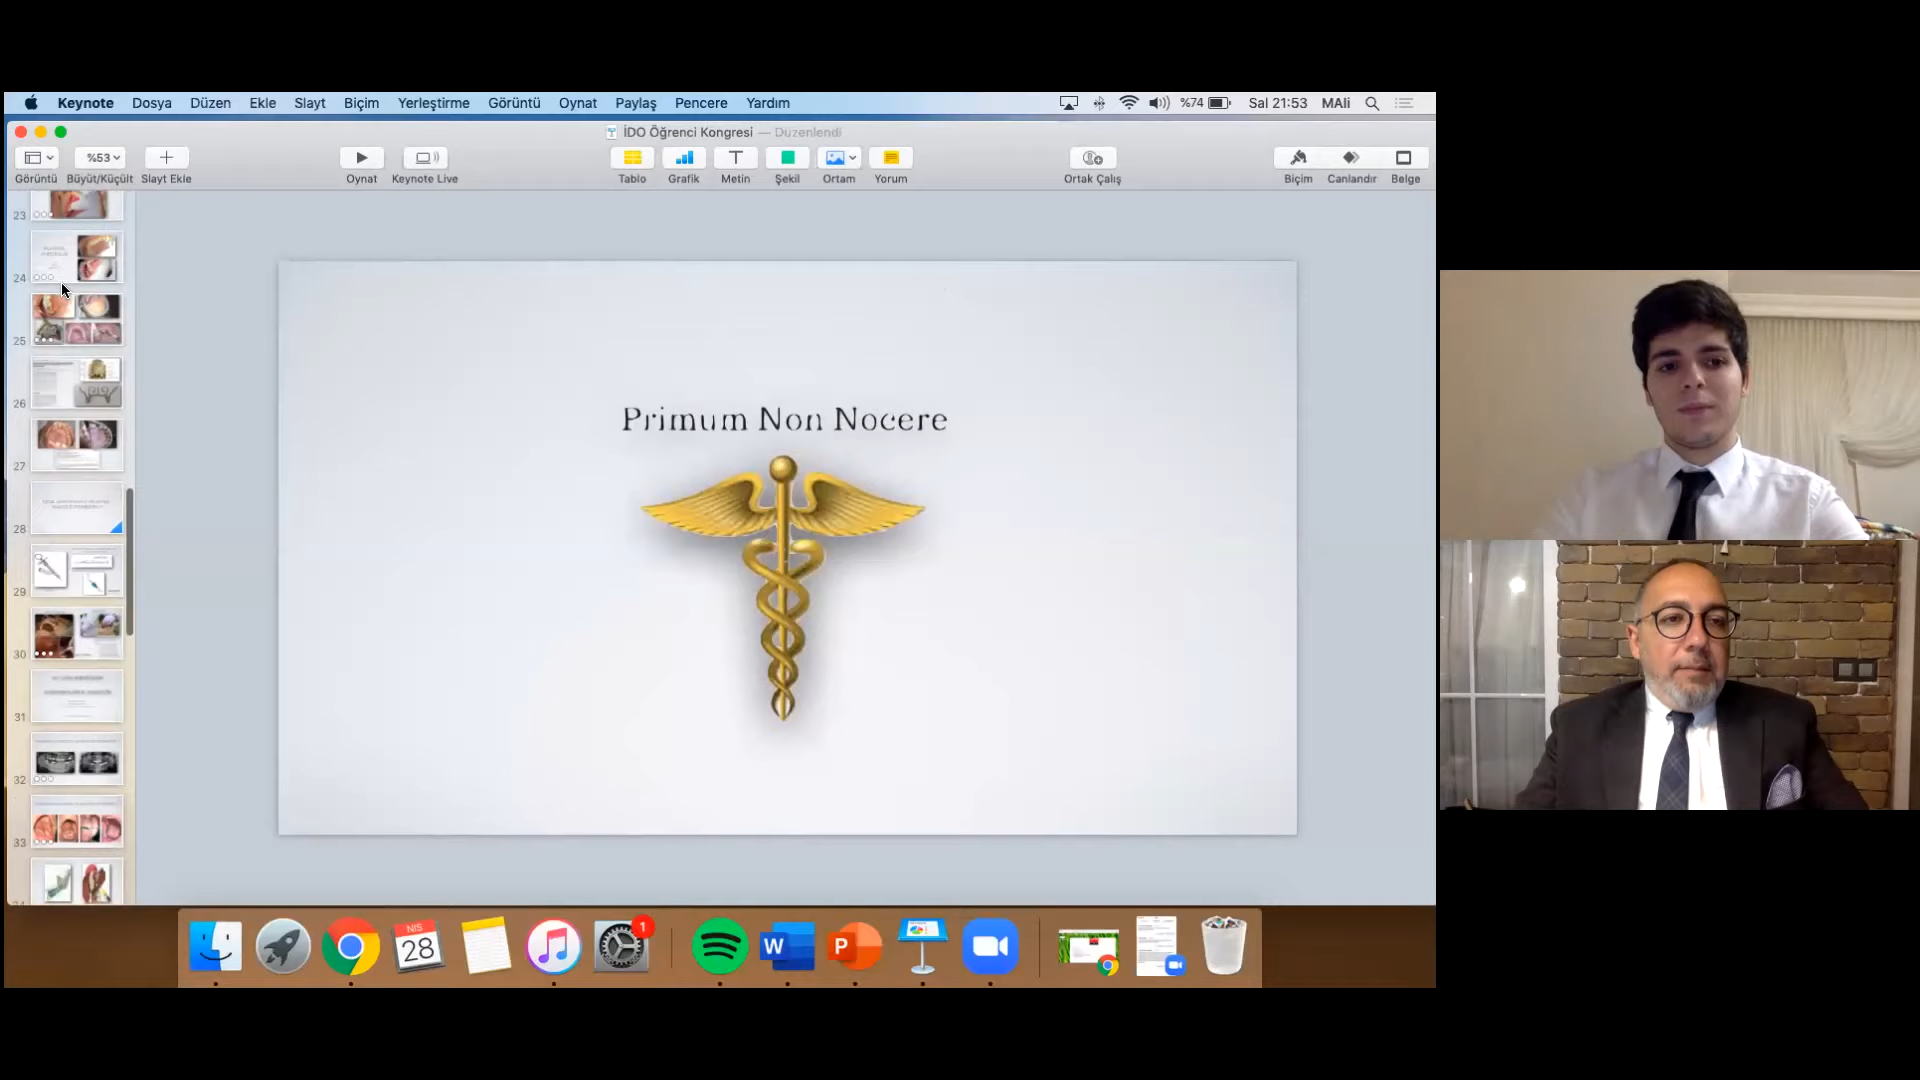 Keynote Dosya Düzen Ekle Slayt Biçim Yerleştirme Görüntü Oynat Paylaş Pencere Yardım %74 Sal 21:53 MAli
İDO Öğrenci Kongresi — Düzenlendi
%53
Görüntü Büyüt/Küçült Slayt Ekle Oynat Keynote Live Tablo Grafik Metin Şekil Ortam Yorum Ortak Çalış Biçim Canlandır Belge
23
24
25
26
27
28
29
30
31
32
33
Primum Non Nocere
NİS
28
1
W
P